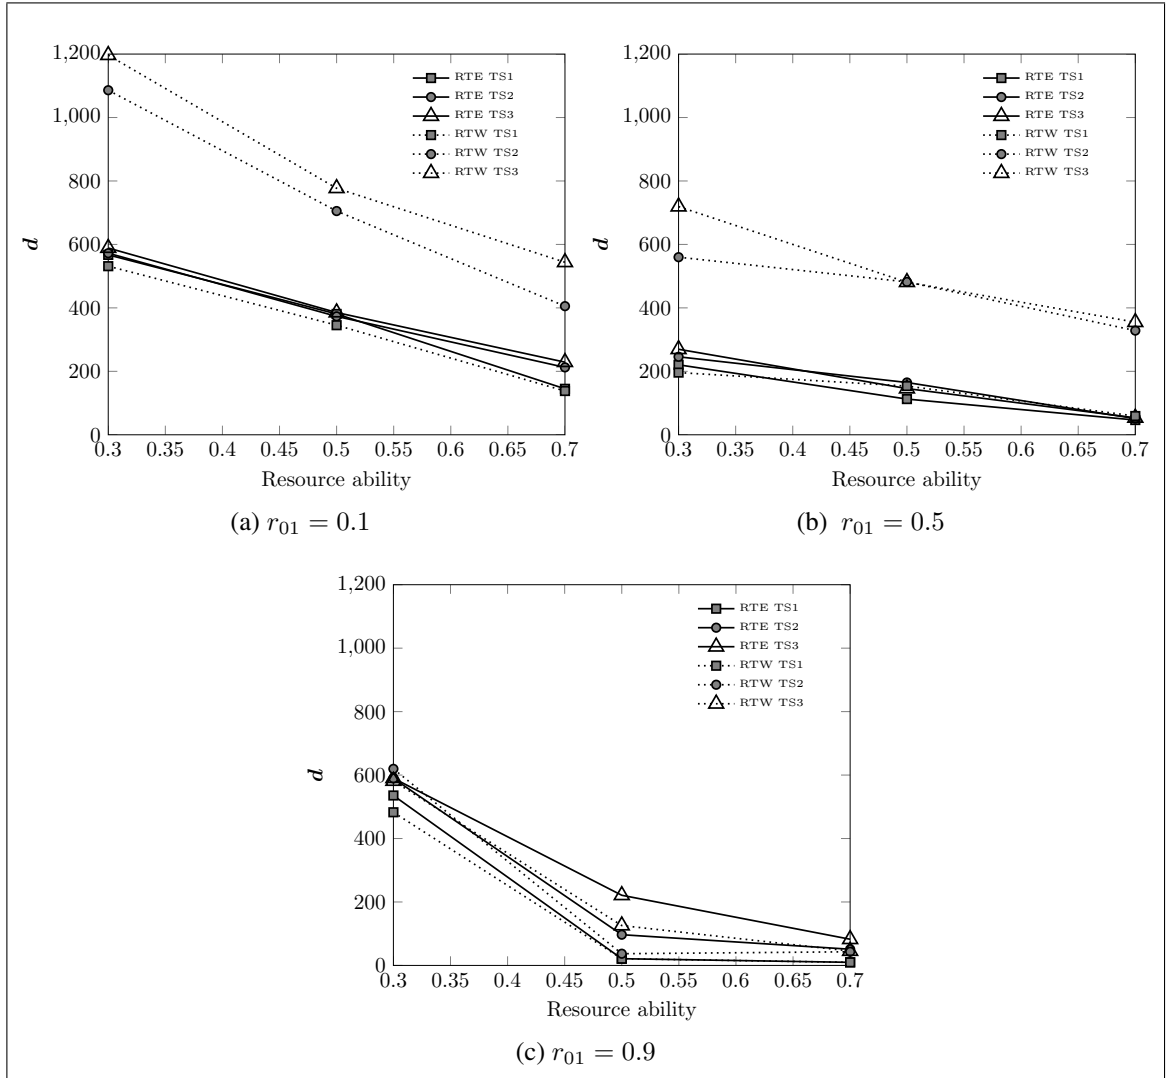 1,200
1,000
800
600
400
200
0
d
0.3 0.35 0.4 0.45 0.5 0.55 0.6 0.65 0.7
Resource ability
RTE TS1
RTE TS2
RTE TS3
RTW TS1
RTW TS2
RTW TS3
(a) r01 = 0.1
1,200
1,000
800
600
400
200
0
d
0.3 0.35 0.4 0.45 0.5 0.55 0.6 0.65 0.7
Resource ability
RTE TS1
RTE TS2
RTE TS3
RTW TS1
RTW TS2
RTW TS3
(b) r01 = 0.5
1,200
1,000
800
600
400
200
0
d
0.3 0.35 0.4 0.45 0.5 0.55 0.6 0.65 0.7
Resource ability
RTE TS1
RTE TS2
RTE TS3
RTW TS1
RTW TS2
RTW TS3
(c) r01 = 0.9